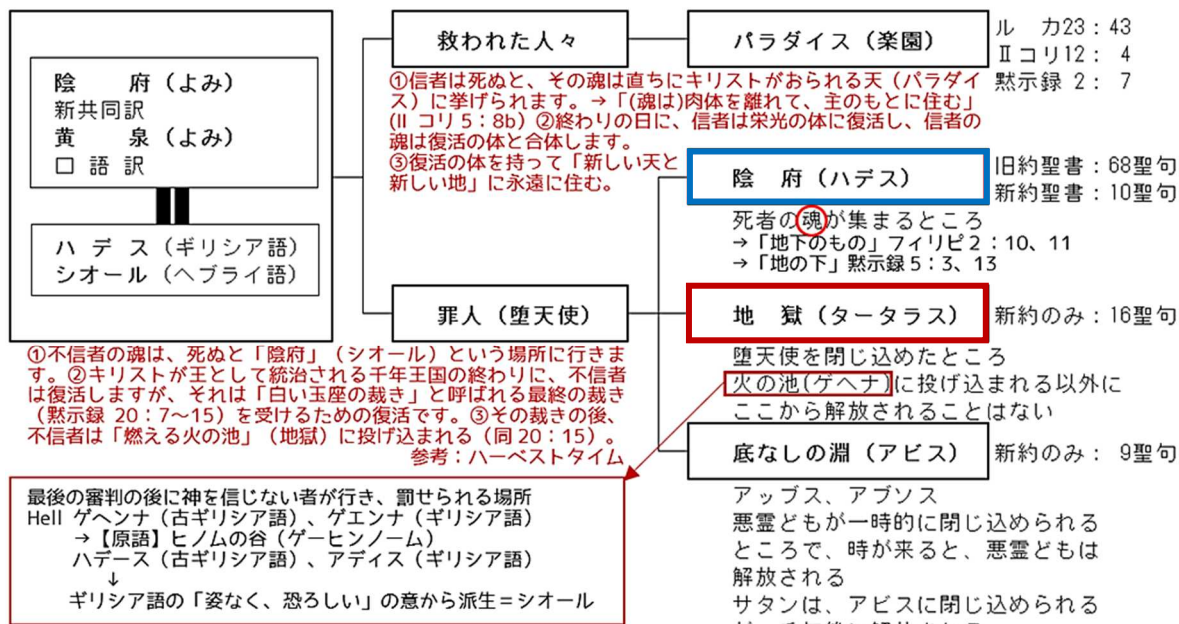 陰　　府（よみ）
新共同訳
黄　　泉（よみ）
口 語 訳
ハ デ ス（ギリシア語）
シオール（ヘブライ語）
救われた人々
パラダイス（楽園）
ル　カ23：43
Ⅱコリ12： 4
黙示録 2： 7
①信者は死ぬと、その魂は直ちにキリストがおられる天（パラダイ
ス）に挙げられます。→「(魂は)肉体を離れて、主のもとに住む」
(II コリ 5：8b) ②終わりの日に、信者は栄光の体に復活し、信者の
魂は復活の体と合体します。
③復活の体を持って「新しい天と
新しい地」に永遠に住む。
陰　府（ハデス）
旧約聖書：68聖句
新約聖書：10聖句
死者の魂が集まるところ
→「地下のもの」フィリピ2：10、11
→「地の下」黙示録5：3、13
罪人（堕天使）
地　獄（タータラス）
新約のみ：16聖句
堕天使を閉じ込めたところ
火の池(ゲヘナ)に投げ込まれる以外に
ここから解放されることはない
①不信者の魂は、死ぬと「陰府」（シオール）という場所に行きま
す。②キリストが王として統治される千年王国の終わりに、不信者
は復活しますが、それは「白い玉座の裁き」と呼ばれる最終の裁き
（黙示録 20：7～15）を受けるための復活です。③その裁きの後、
不信者は「燃える火の池」（地獄）に投げ込まれる（同 20：15）。
参考：ハーベストタイム
底なしの淵（アビス）
新約のみ： 9聖句
アッブス、アブソス
悪霊どもが一時的に閉じ込められる
ところで、時が来ると、悪霊どもは
解放される
サタンは、アビスに閉じ込められる
最後の審判の後に神を信じない者が行き、罰せられる場所
Hell ゲヘンナ（古ギリシア語）、ゲエンナ（ギリシア語）
→【原語】ヒノムの谷（ゲーヒンノーム）
ハデース（古ギリシア語）、アディス（ギリシア語）
↓
ギリシア語の「姿なく、恐ろしい」の意から派生＝シオール